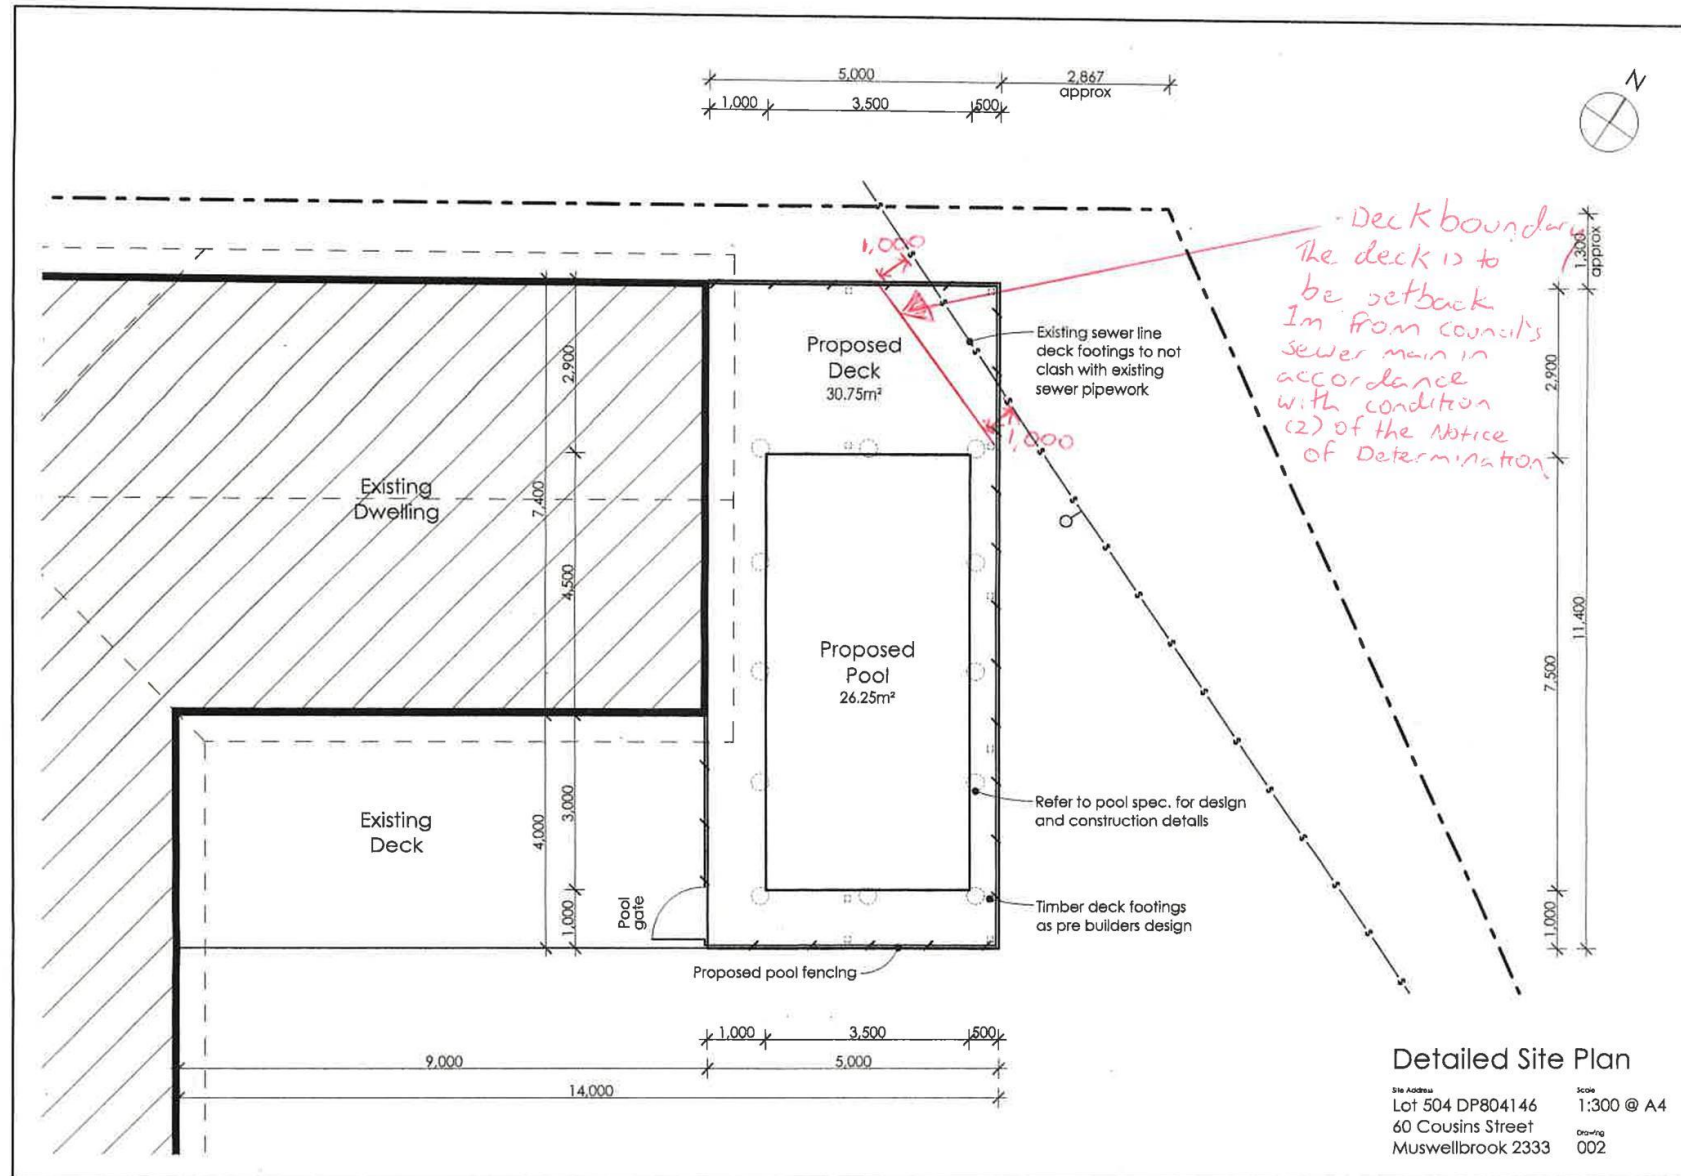 5,000
2,867
approx
1,000
3,500
500
N
1,000
- Deck boundary
The deck is to
be setback
1m from council's
sewer main in
accordance
with condition
(2) of the Notice
of Determination
1,300
approx
Existing sewer line
deck footings to not
clash with existing
sewer pipework
Proposed
Deck
30.75m²
1,000
2,900
2,900
7,400
Existing
Dwelling
4,500
11,400
7,500
Proposed
Pool
26.25m²
Refer to pool spec. for design
and construction details
Existing
Deck
4,000
3,000
1,000
Pool
gate
Timber deck footings
as pre builders design
1,000
Proposed pool fencing
1,000
3,500
500
9,000
5,000
14,000
s s s s s s s s s s s s s s s s s
Detailed Site Plan
Site Address
Lot 504 DP804146
60 Cousins Street
Muswellbrook 2333
Scale
1:300 @ A4
Drawing
002